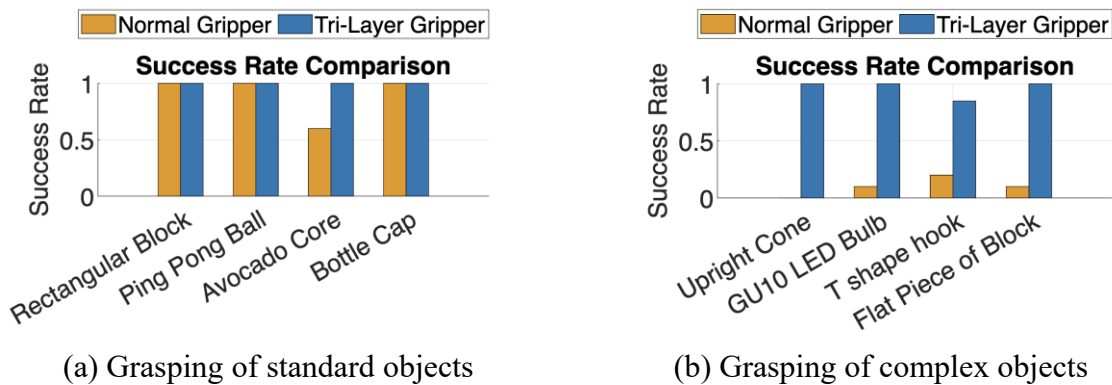 Normal Gripper Tri-Layer Gripper
Success Rate Comparison
Success Rate
1
0.5
0
Rectangular Block
Ping Pong Ball
Avocado Core
Bottle Cap
(a) Grasping of standard objects
Normal Gripper Tri-Layer Gripper
Success Rate Comparison
Success Rate
1
0.5
0
Upright Cone
GU10 LED Bulb
T shape hook
Flat Piece of Block
(b) Grasping of complex objects